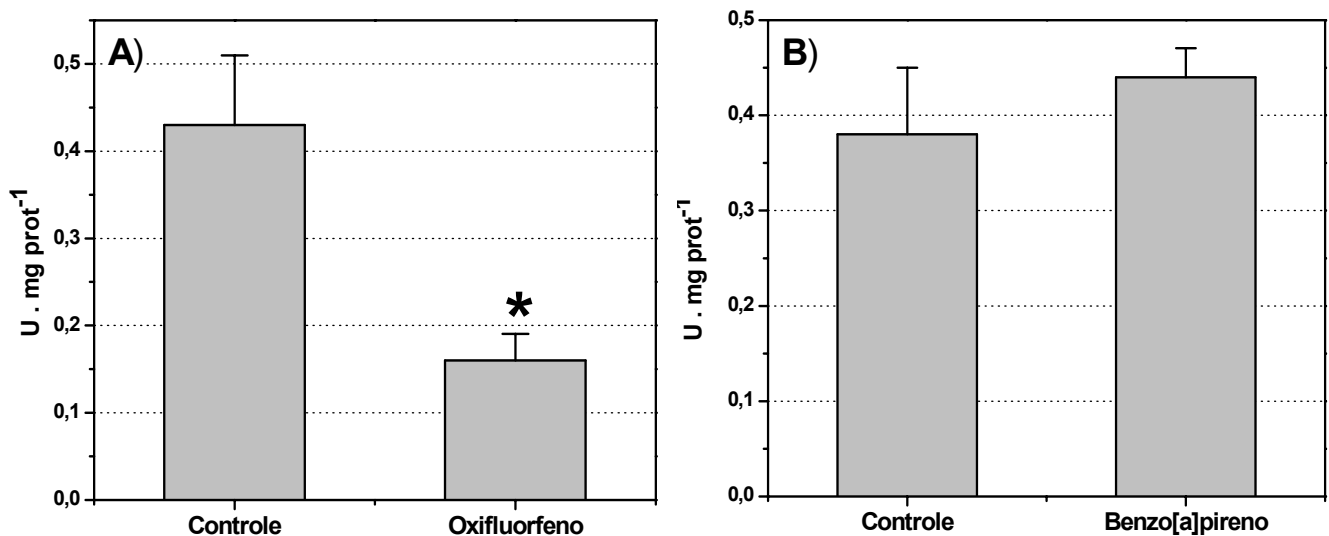 A)
0,5
0,4
0,3
0,2
0,1
0,0
U . mg prot-1
*
Controle
Oxifluorfeno
B)
0,5
0,4
0,3
0,2
0,1
0,0
U . mg prot-1
Controle
Benzo[a]pireno